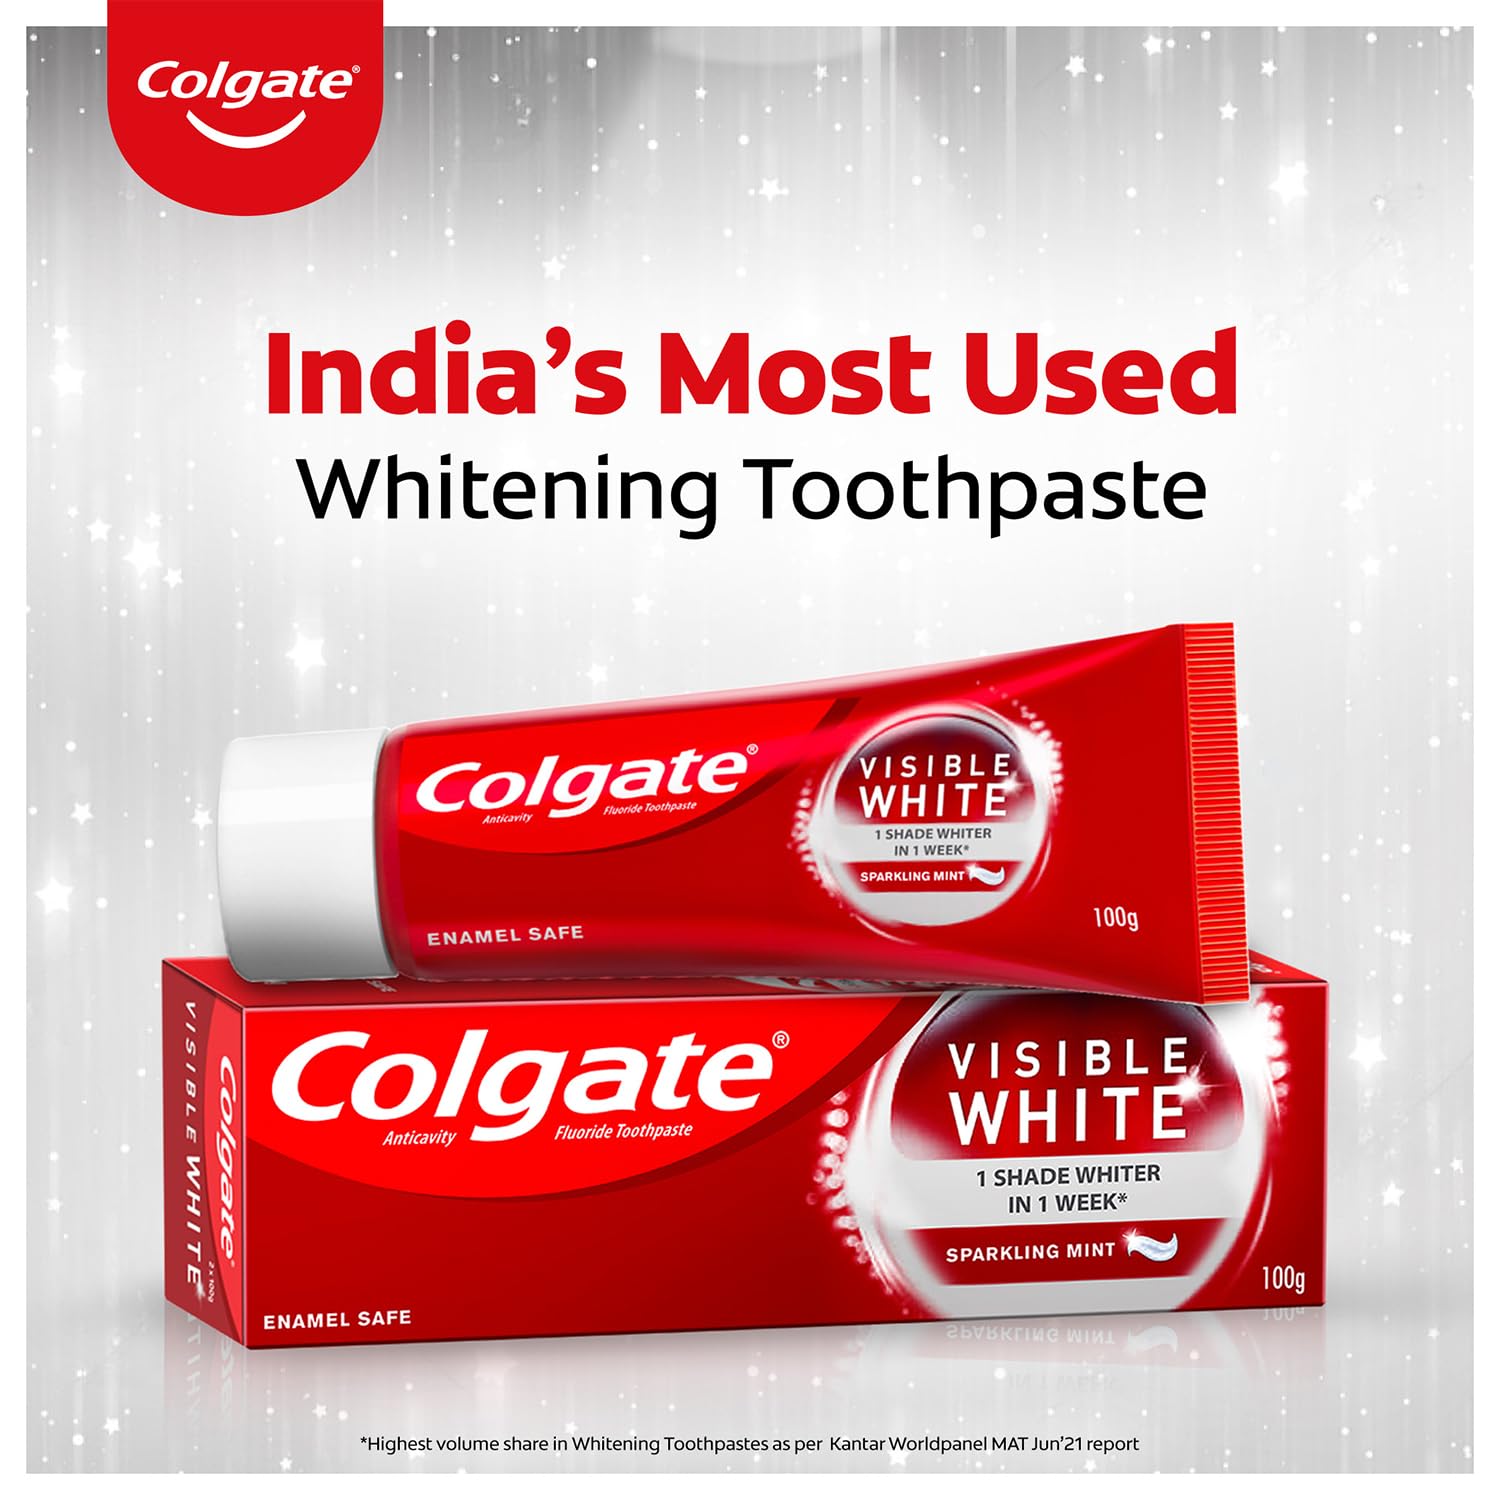 Colgate®
India's Most Used
Whitening Toothpaste
Colgate®
Anticavity Fluoride Toothpaste
VISIBLE
WHITE
1 SHADE WHITER
IN 1 WEEK*
SPARKLING MINT
100g
ENAMEL SAFE
VISIBLE WHITE
Colgate®
2x100g
Colgate®
Anticavity Fluoride Toothpaste
VISIBLE
WHITE
1 SHADE WHITER
IN 1 WEEK*
SPARKLING MINT
100g
ENAMEL SAFE
*Highest volume share in Whitening Toothpastes as per Kantar Worldpanel MAT Jun'21 report